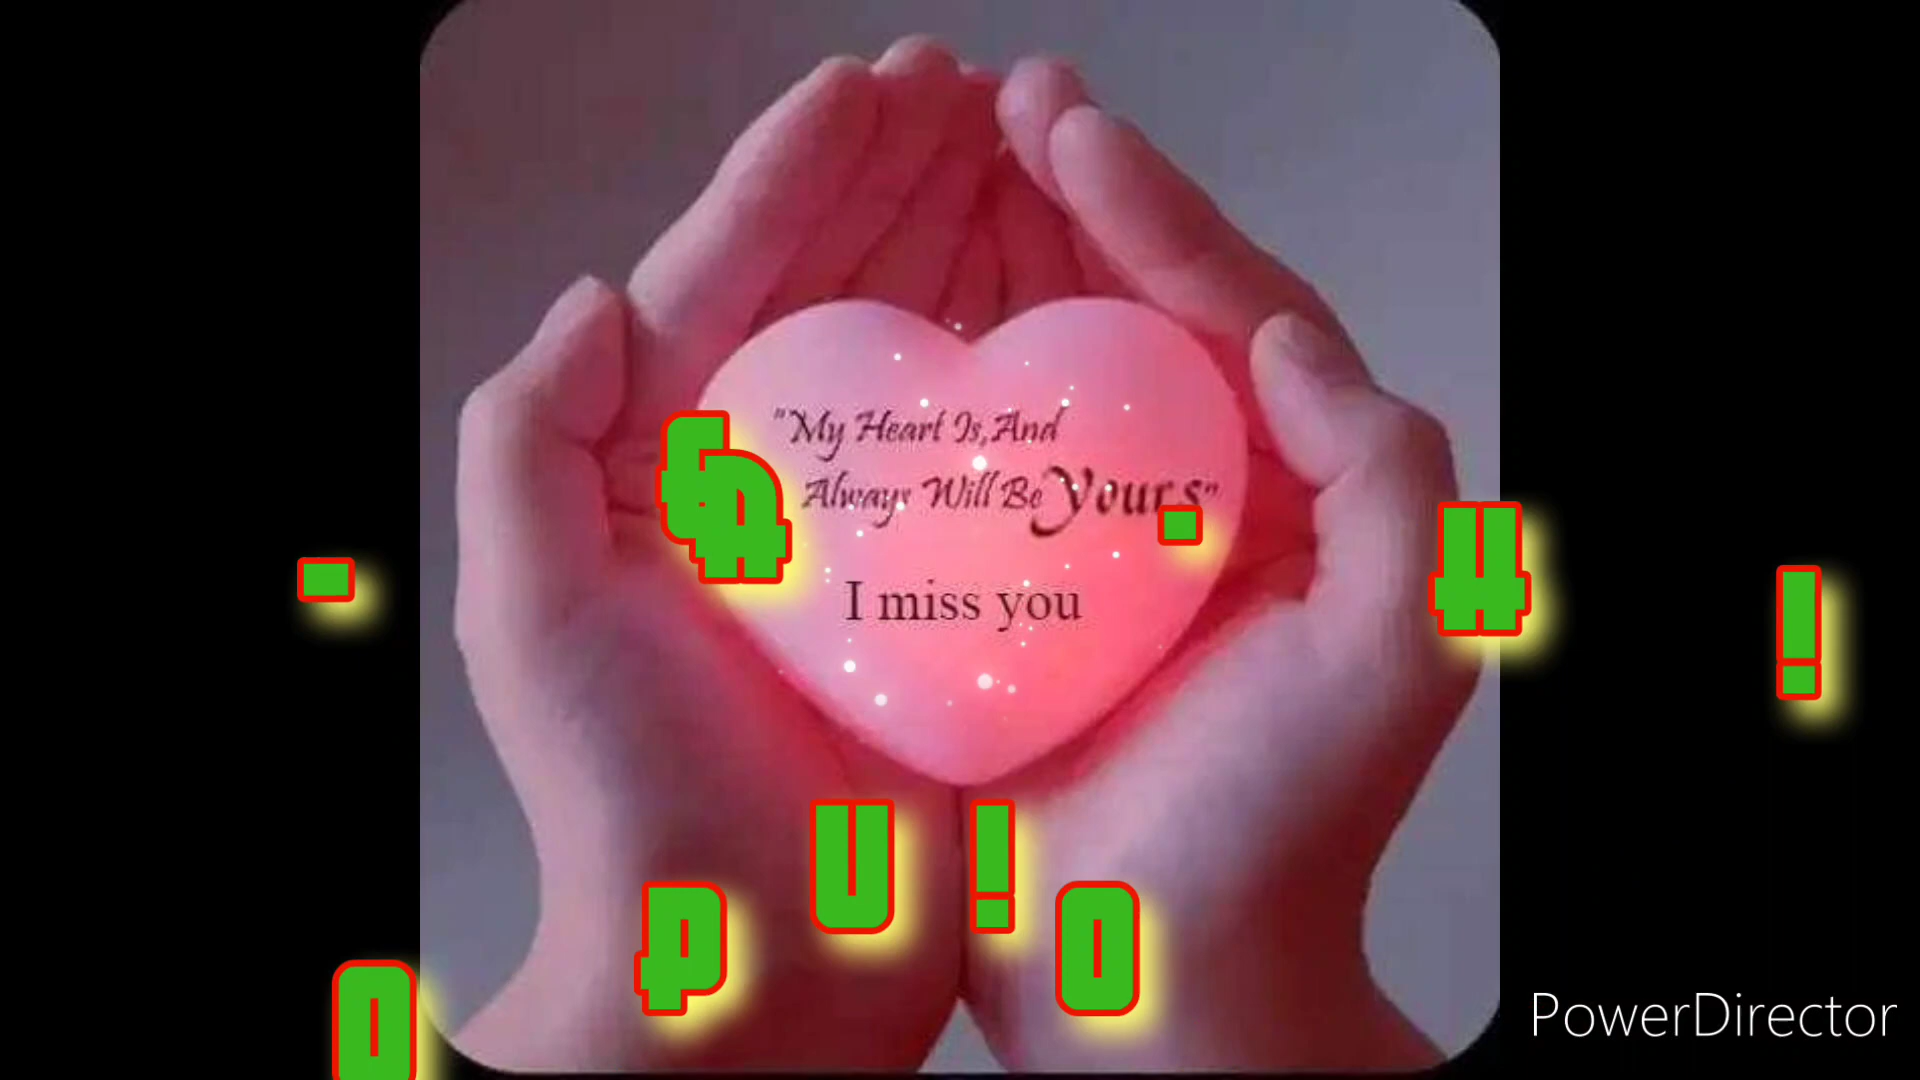 "My Heart Is, And
Always Will Be Yours"
I miss you
C
A
.
H
-
!
U
!
P
O
O
PowerDirector